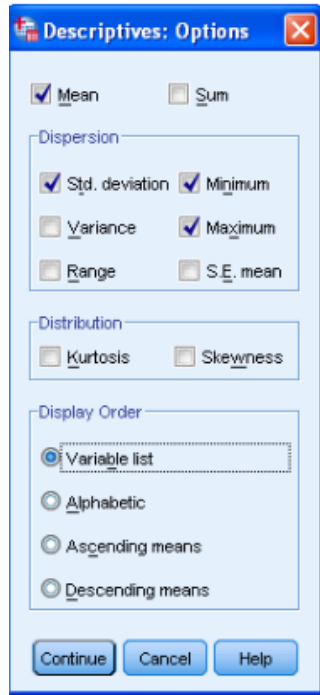 Descriptives: Options
Mean Sum
Dispersion
Std. deviation Minimum
Variance Maximum
Range S.E. mean
Distribution
Kurtosis Skewness
Display Order
Variable list
Alphabetic
Ascending means
Descending means
Continue Cancel Help